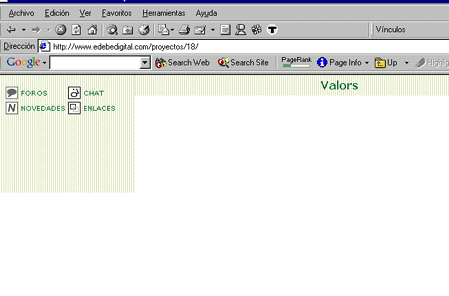 Archivo Edición Ver Favoritos Herramientas Ayuda
Vínculos
Dirección http://www.edebedigital.com/proyectos/18/
Google Search Web Search Site PageRank Page Info Up Highlig
Valors
FOROS CHAT
NOVEDADES ENLACES